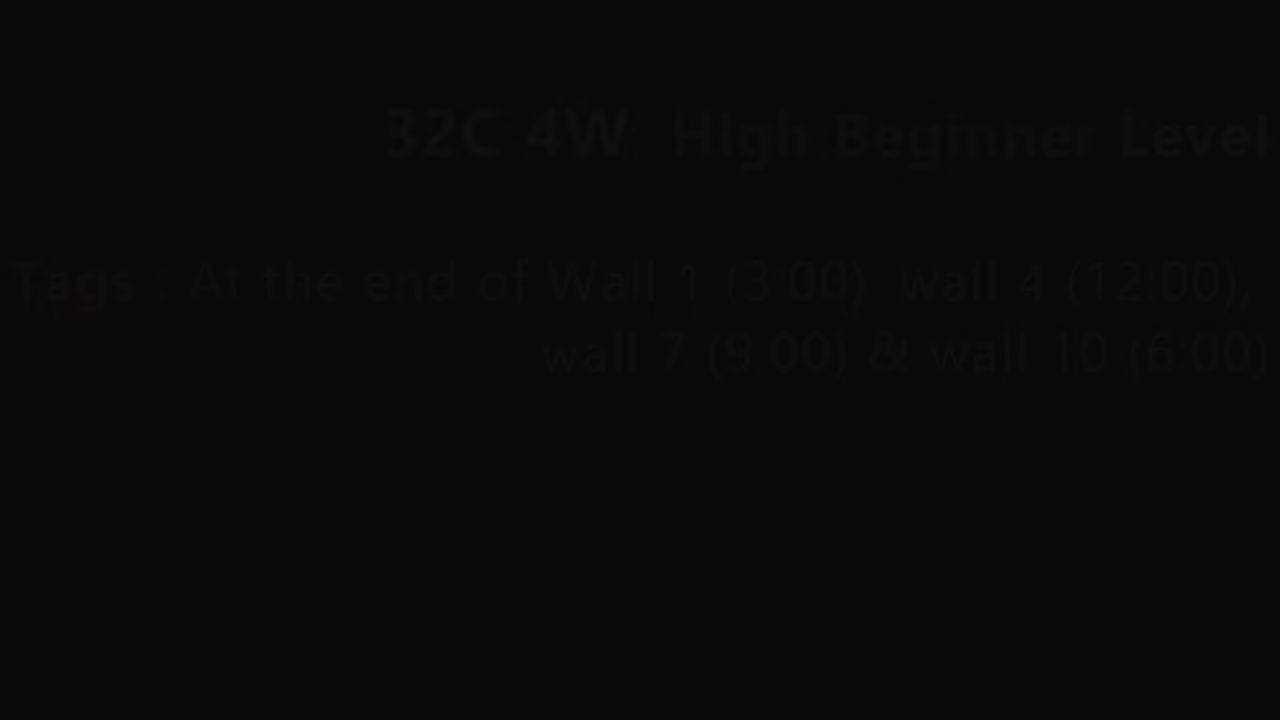 32C 4W High Beginner Level
Tags : At the end of Wall 1 (3:00) wall 4 (12:00),
wall 7 (9:00) & wall 10 (6:00)